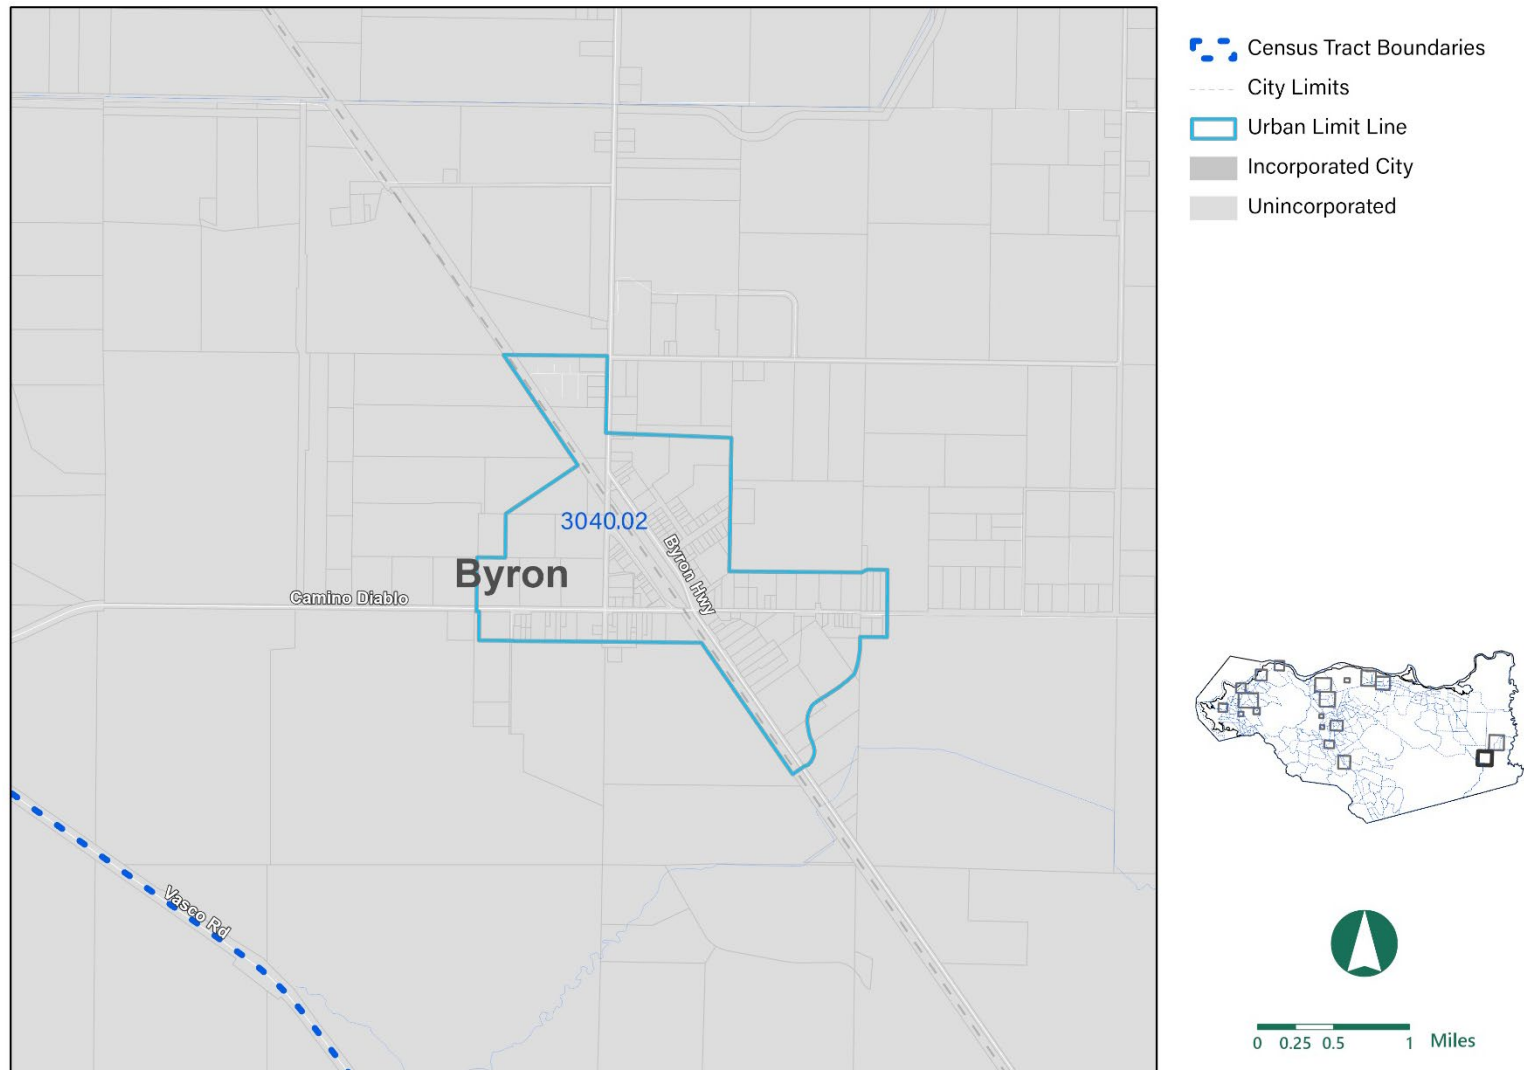 Census Tract Boundaries
City Limits
Urban Limit Line
Incorporated City
Unincorporated
3040.02
Byron
Byron Hwy
Camino Diablo
Vasco Rd
0 0.25 0.5 1 Miles